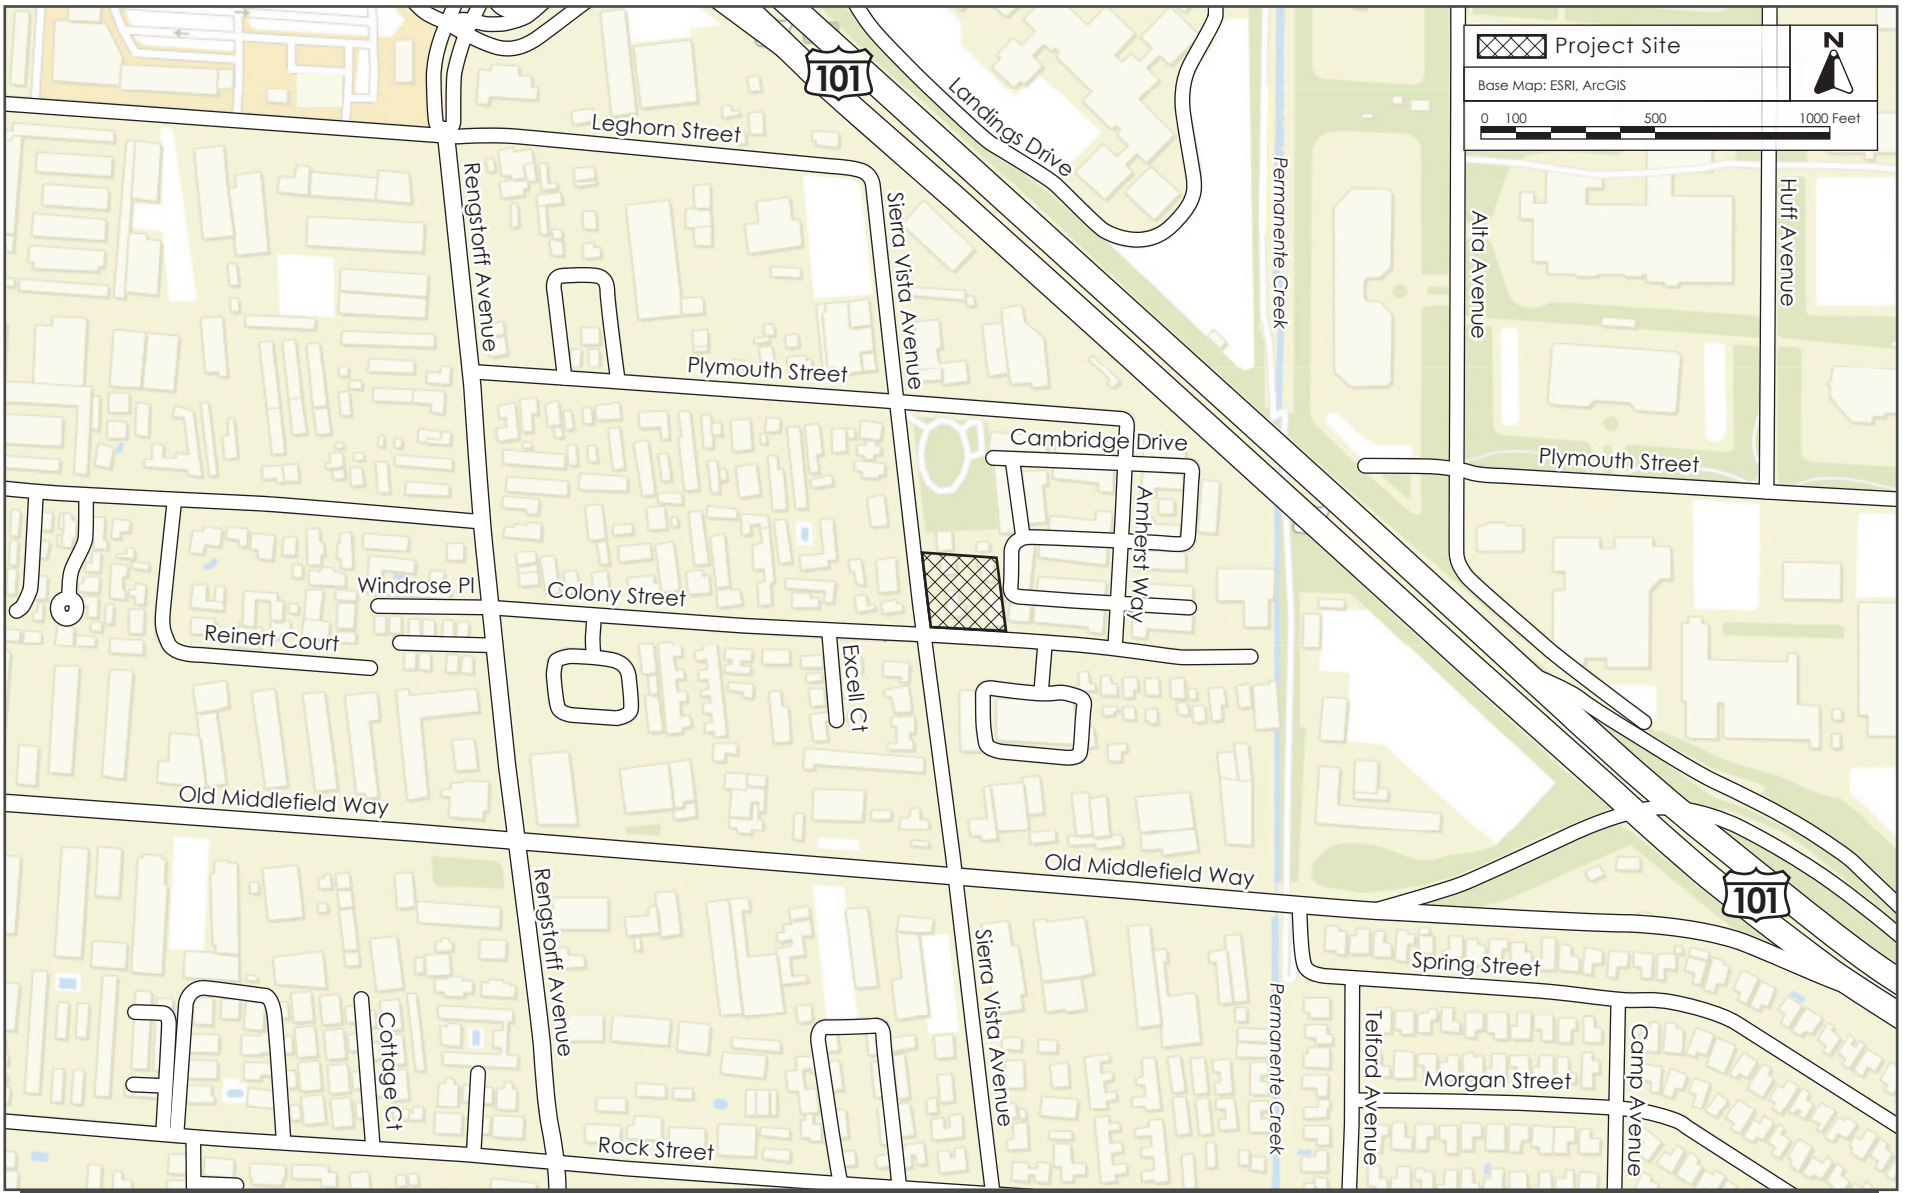 Project Site
N
Base Map: ESRI, ArcGIS
0 100 500 1000 Feet
101
Landings Drive
Leghorn Street
Rengstorff Avenue
Sierra Vista Avenue
Permanente Creek
Alta Avenue
Huff Avenue
Plymouth Street
Cambridge Drive
Plymouth Street
Amherst Way
Windrose Pl
Colony Street
Reinert Court
Excell Ct
Old Middlefield Way
Old Middlefield Way
101
Rengstorff Avenue
Sierra Vista Avenue
Spring Street
Permanente Creek
Cottage Ct
Telford Avenue
Camp Avenue
Morgan Street
Rock Street